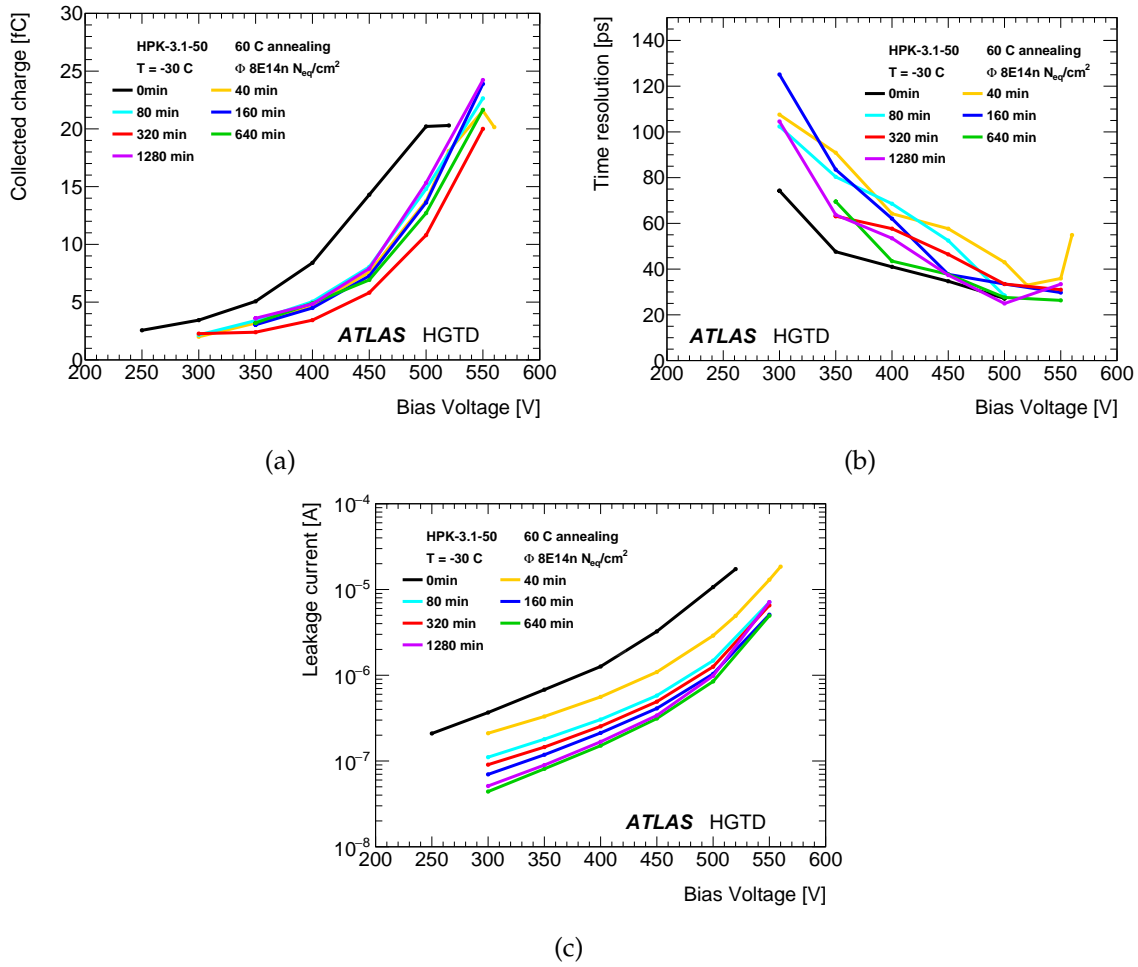 Collected charge [fC]
30
25
20
15
10
5
0
HPK-3.1-50 60 C annealing
T = -30 C Φ 8E14n N_eq/cm²
0min 40 min
80 min 160 min
320 min 640 min
1280 min
ATLAS HGTD
200 250 300 350 400 450 500 550 600
Bias Voltage [V]
(a)
Time resolution [ps]
140
120
100
80
60
40
20
0
HPK-3.1-50 60 C annealing
T = -30 C Φ 8E14n N_eq/cm²
0min 40 min
80 min 160 min
320 min 640 min
1280 min
ATLAS HGTD
200 250 300 350 400 450 500 550 600
Bias Voltage [V]
(b)
Leakage current [A]
10⁻⁴
10⁻⁵
10⁻⁶
10⁻⁷
10⁻⁸
HPK-3.1-50 60 C annealing
T = -30 C Φ 8E14n N_eq/cm²
0min 40 min
80 min 160 min
320 min 640 min
1280 min
ATLAS HGTD
200 250 300 350 400 450 500 550 600
Bias Voltage [V]
(c)